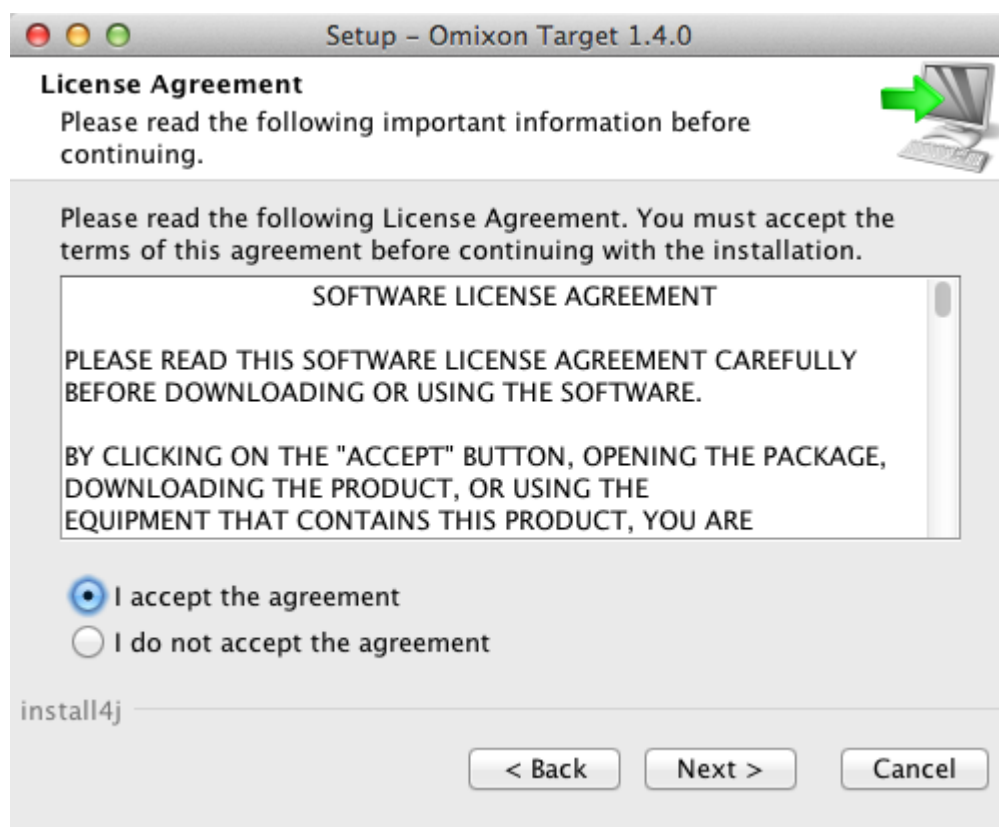 Setup – Omixon Target 1.4.0
License Agreement
Please read the following important information before
continuing.
Please read the following License Agreement. You must accept the
terms of this agreement before continuing with the installation.
SOFTWARE LICENSE AGREEMENT
PLEASE READ THIS SOFTWARE LICENSE AGREEMENT CAREFULLY
BEFORE DOWNLOADING OR USING THE SOFTWARE.
BY CLICKING ON THE "ACCEPT" BUTTON, OPENING THE PACKAGE,
DOWNLOADING THE PRODUCT, OR USING THE
EQUIPMENT THAT CONTAINS THIS PRODUCT, YOU ARE
I accept the agreement
I do not accept the agreement
install4j
< Back Next > Cancel